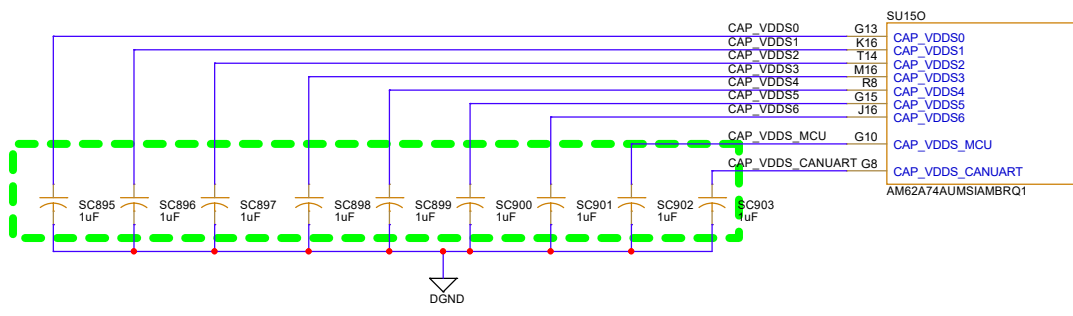 SU15O
CAP_VDDS0 G13 CAP_VDDS0
CAP_VDDS1 K16 CAP_VDDS1
CAP_VDDS2 T14 CAP_VDDS2
CAP_VDDS3 M16 CAP_VDDS3
CAP_VDDS4 R8 CAP_VDDS4
CAP_VDDS5 G15 CAP_VDDS5
CAP_VDDS6 J16 CAP_VDDS6
CAP_VDDS_MCU G10 CAP_VDDS_MCU
CAP_VDDS_CANUART G8 CAP_VDDS_CANUART
AM62A74AUMSIAMBRQ1
SC895 SC896 SC897 SC898 SC899 SC900 SC901 SC902 SC903
1uF 1uF 1uF 1uF 1uF 1uF 1uF 1uF 1uF
DGND